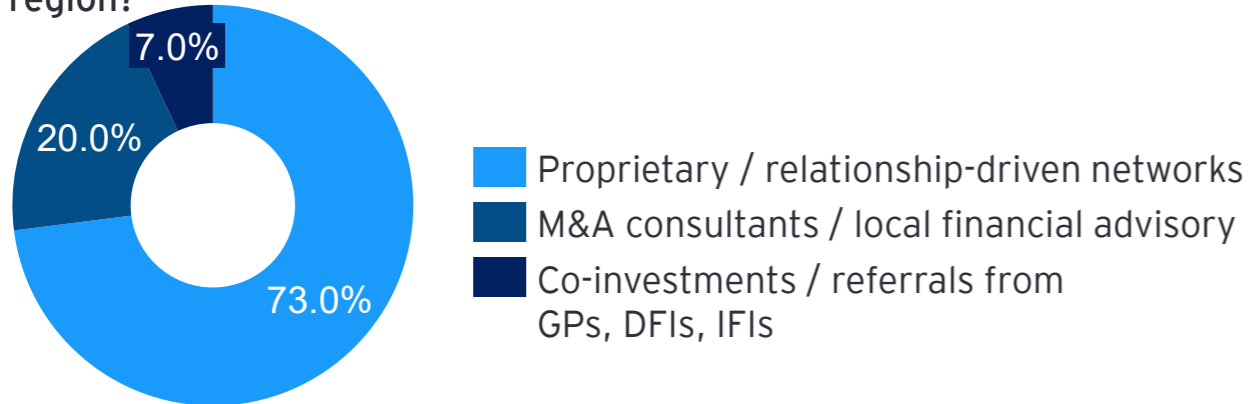 region?
7.0%
20.0%
73.0%
Proprietary / relationship-driven networks
M&A consultants / local financial advisory
Co-investments / referrals from
GPs, DFIs, IFIs